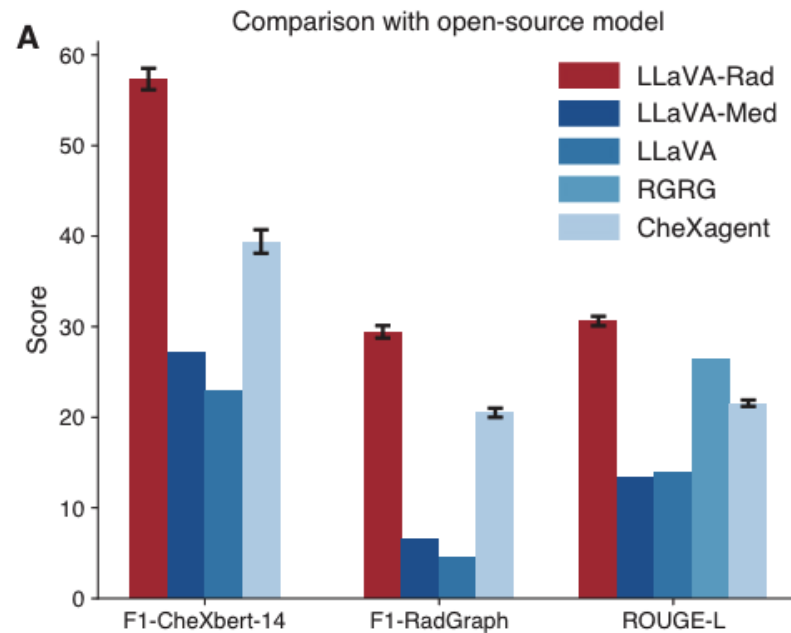 A
Comparison with open-source model
LLaVA-Rad
LLaVA-Med
LLaVA
RGRG
CheXagent
Score
60
50
40
30
20
10
0
F1-CheXbert-14
F1-RadGraph
ROUGE-L